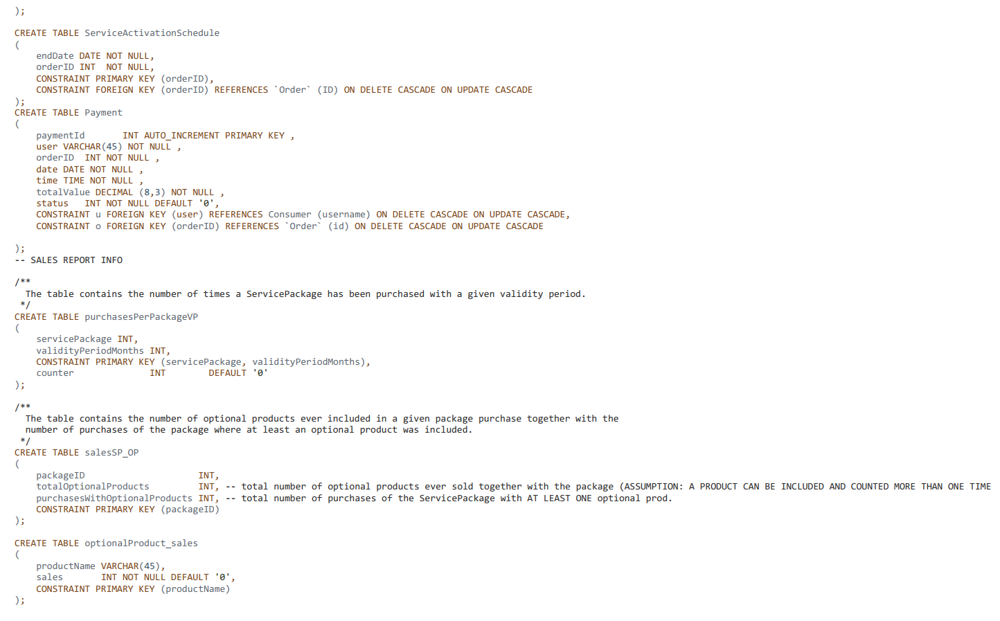 );
CREATE TABLE ServiceActivationSchedule
(
endDate DATE NOT NULL,
orderID INT  NOT NULL,
CONSTRAINT PRIMARY KEY (orderID),
CONSTRAINT FOREIGN KEY (orderID) REFERENCES `Order` (ID) ON DELETE CASCADE ON UPDATE CASCADE
);
CREATE TABLE Payment
(
paymentId       INT AUTO_INCREMENT PRIMARY KEY ,
user VARCHAR(45) NOT NULL ,
orderID  INT NOT NULL ,
date DATE NOT NULL ,
time TIME NOT NULL ,
totalValue DECIMAL (8,3) NOT NULL ,
status   INT NOT NULL DEFAULT '0',
CONSTRAINT u FOREIGN KEY (user) REFERENCES Consumer (username) ON DELETE CASCADE ON UPDATE CASCADE,
CONSTRAINT o FOREIGN KEY (orderID) REFERENCES `Order` (id) ON DELETE CASCADE ON UPDATE CASCADE
);
-- SALES REPORT INFO
/**
The table contains the number of times a ServicePackage has been purchased with a given validity period.
*/
CREATE TABLE purchasesPerPackageVP
(
servicePackage INT,
validityPeriodMonths INT,
CONSTRAINT PRIMARY KEY (servicePackage, validityPeriodMonths),
counter              INT        DEFAULT '0'
);
/**
The table contains the number of optional products ever included in a given package purchase together with the
number of purchases of the package where at least an optional product was included.
*/
CREATE TABLE salesSP_OP
(
packageID                     INT,
totalOptionalProducts         INT, -- total number of optional products ever sold together with the package (ASSUMPTION: A PRODUCT CAN BE INCLUDED AND COUNTED MORE THAN ONE TIME
purchasesWithOptionalProducts INT, -- total number of purchases of the ServicePackage with AT LEAST ONE optional prod.
CONSTRAINT PRIMARY KEY (packageID)
);
CREATE TABLE optionalProduct_sales
(
productName VARCHAR(45),
sales       INT NOT NULL DEFAULT '0',
CONSTRAINT PRIMARY KEY (productName)
);